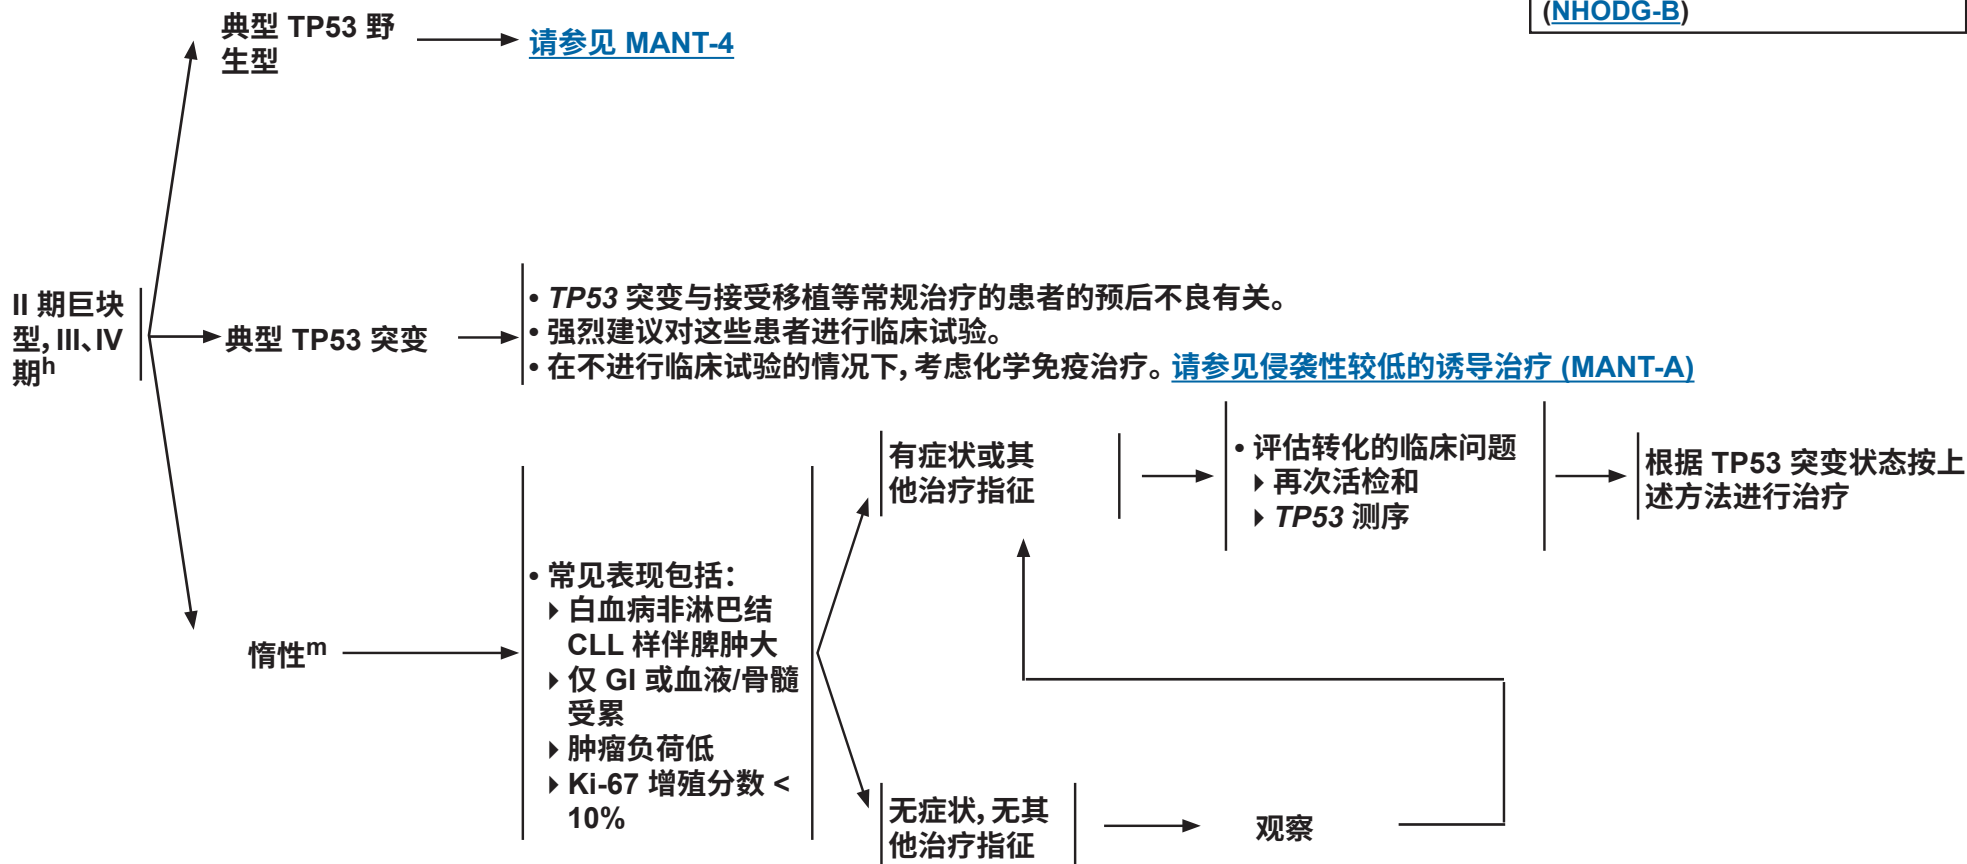 (NHODG-B)
典型 TP53 野
生型
请参见 MANT-4
II 期巨块
型，III、IV
期h
典型 TP53 突变
• TP53 突变与接受移植等常规治疗的患者的预后不良有关。
• 强烈建议对这些患者进行临床试验。
• 在不进行临床试验的情况下，考虑化学免疫治疗。请参见侵袭性较低的诱导治疗 (MANT-A)
惰性m
• 常见表现包括：
▸ 白血病非淋巴结
CLL 样伴脾肿大
▸ 仅 GI 或血液/骨髓
受累
▸ 肿瘤负荷低
▸ Ki-67 增殖分数 <
10%
有症状或其
他治疗指征
• 评估转化的临床问题
▸ 再次活检和
▸ TP53 测序
根据 TP53 突变状态按上
述方法进行治疗
无症状，无其
他治疗指征
观察